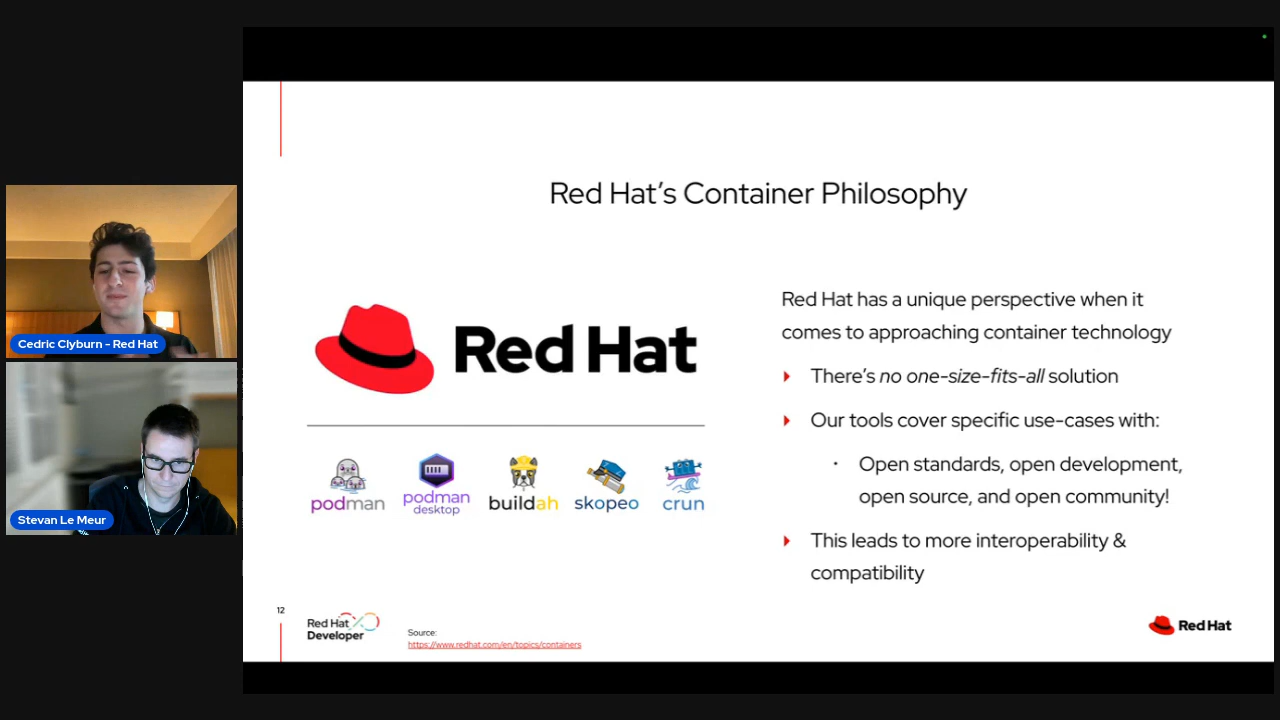 Cedric Clyburn - Red Hat
Stevan Le Meur
Red Hat's Container Philosophy
Red Hat
podman
podman
desktop
buildah
skopeo
crun
Red Hat has a unique perspective when it
comes to approaching container technology
There's no one-size-fits-all solution
Our tools cover specific use-cases with:
Open standards, open development,
open source, and open community!
This leads to more interoperability &
compatibility
12
Red Hat
Developer
Source:
https://www.redhat.com/en/topics/containers
Red Hat